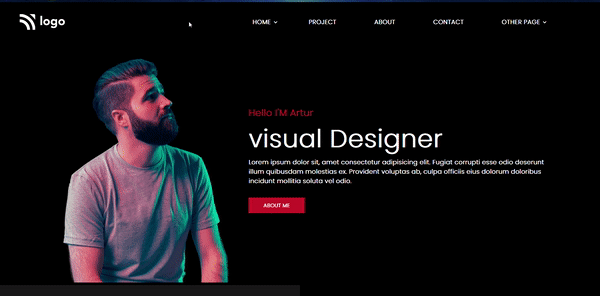 logo
HOME
PROJECT
ABOUT
CONTACT
OTHER PAGE
Hello I'M Artur
visual Designer
Lorem ipsum dolor sit, amet consectetur adipisicing elit. Fugiat corrupti esse odio deserunt
illum quibusdam molestias ex. Provident voluptas ab, culpa officiis eius dolorum doloribus
incidunt mollitia soluta vel odio.
ABOUT ME